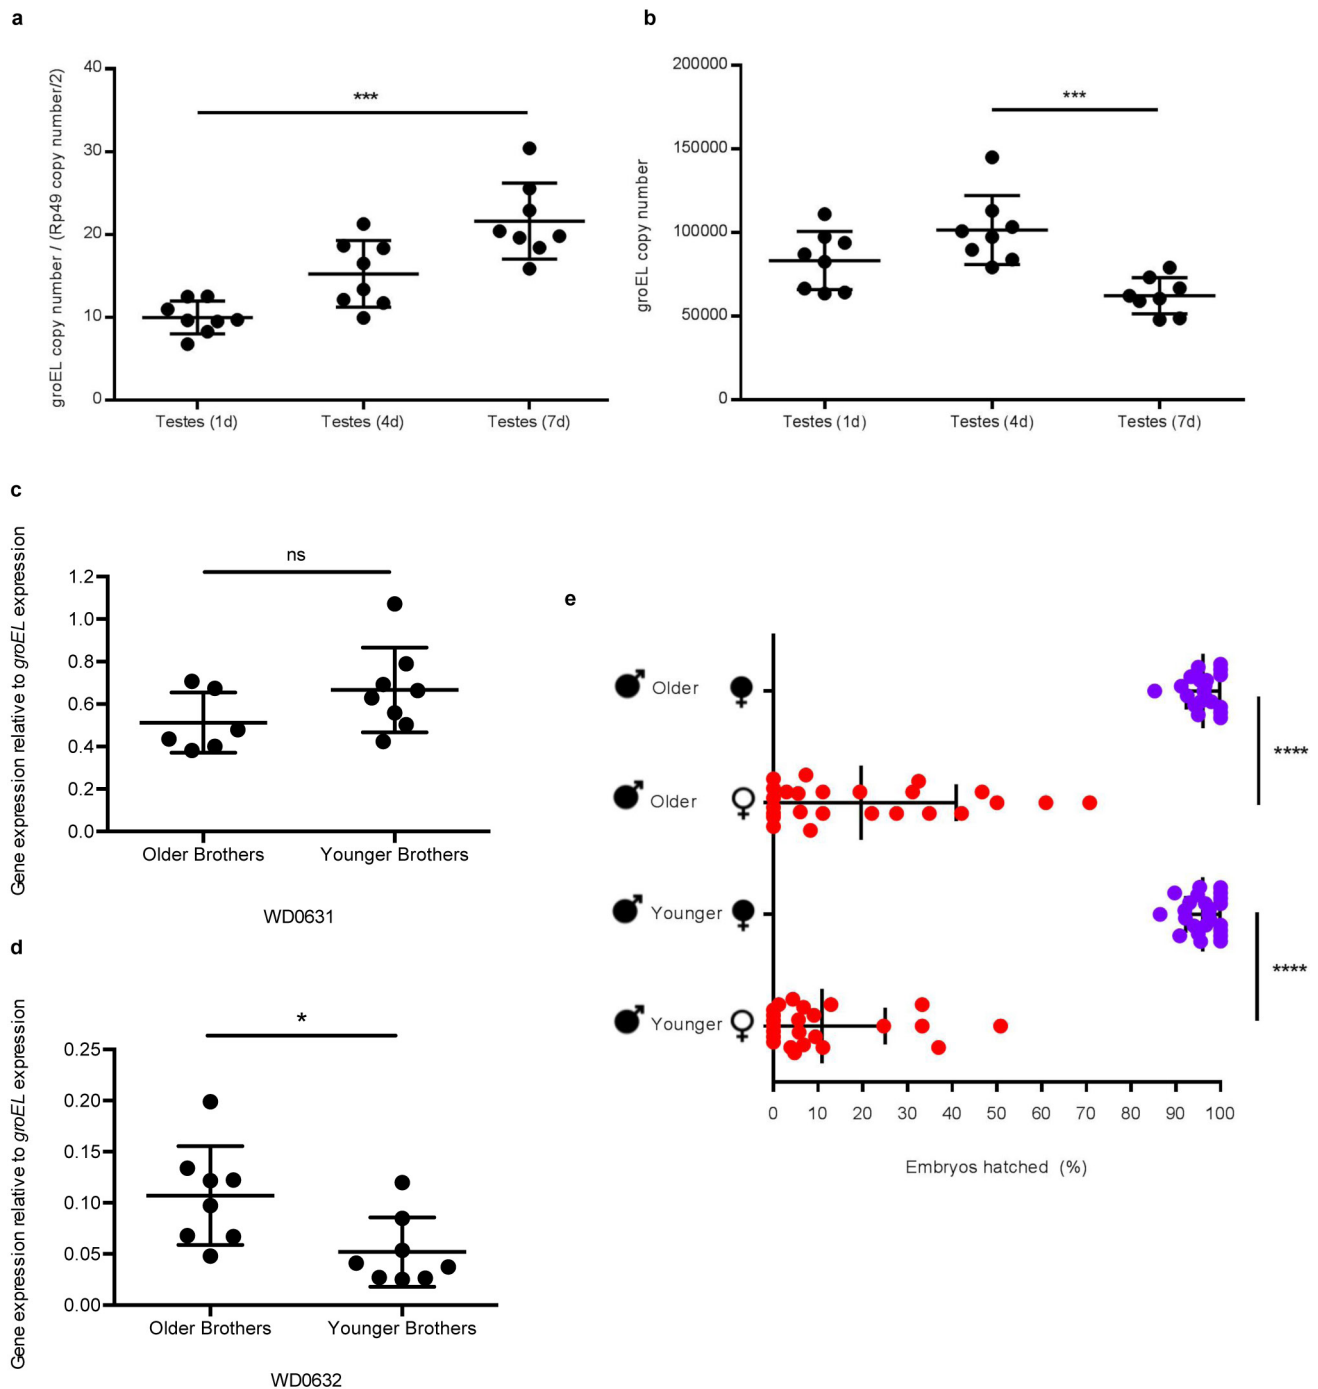 a
groEL copy number / (Rp49 copy number/2)
40
30
20
10
0
***
Testes (1d)
Testes (4d)
Testes (7d)
b
groEL copy number
200000
150000
100000
50000
0
***
Testes (1d)
Testes (4d)
Testes (7d)
c
Gene expression relative to groEL expression
1.2
1.0
0.8
0.6
0.4
0.2
0.0
ns
Older Brothers
Younger Brothers
WD0631
d
Gene expression relative to groEL expression
0.25
0.20
0.15
0.10
0.05
0.00
*
Older Brothers
Younger Brothers
WD0632
e
♂ Older ♀
♂ Older ♀
♂ Younger ♀
♂ Younger ♀
****
****
0 10 20 30 40 50 60 70 80 90 100
Embryos hatched (%)